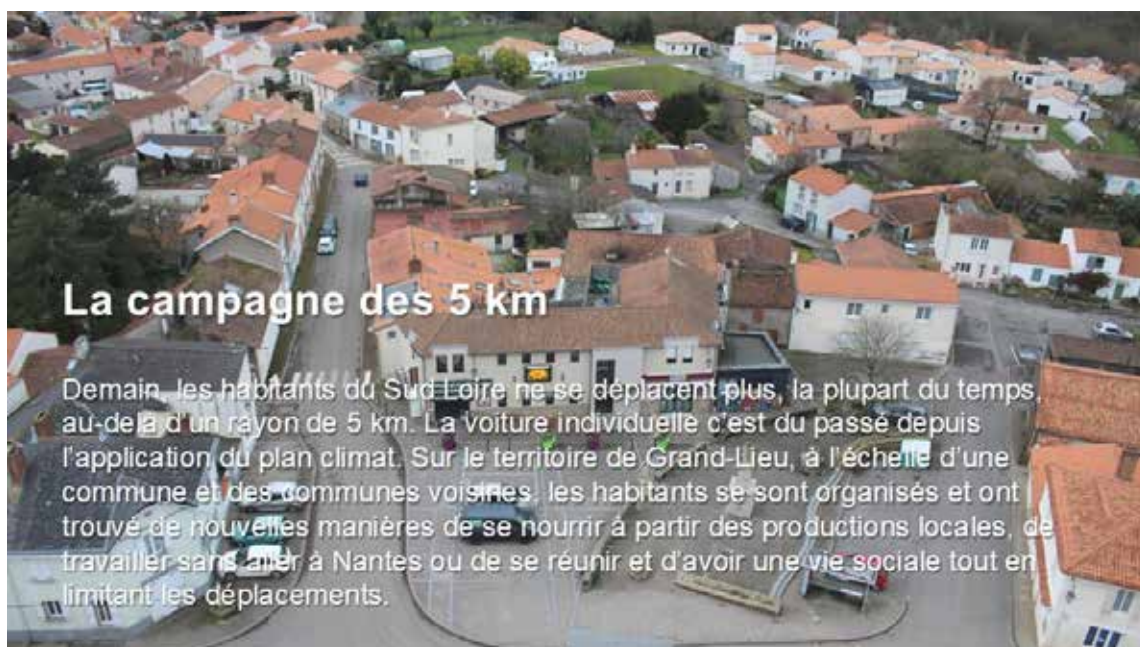 La campagne des 5 km
Demain, les habitants du Sud Loire ne se déplacent plus, la plupart du temps,
au-delà d'un rayon de 5 km. La voiture individuelle c'est du passé depuis
l'application du plan climat. Sur le territoire de Grand-Lieu, à l'échelle d'une
commune et des communes voisines, les habitants se sont organisés et ont
trouvé de nouvelles manières de se nourrir à partir des productions locales, de
travailler sans aller à Nantes ou de se réunir et d'avoir une vie sociale tout en
limitant les déplacements.